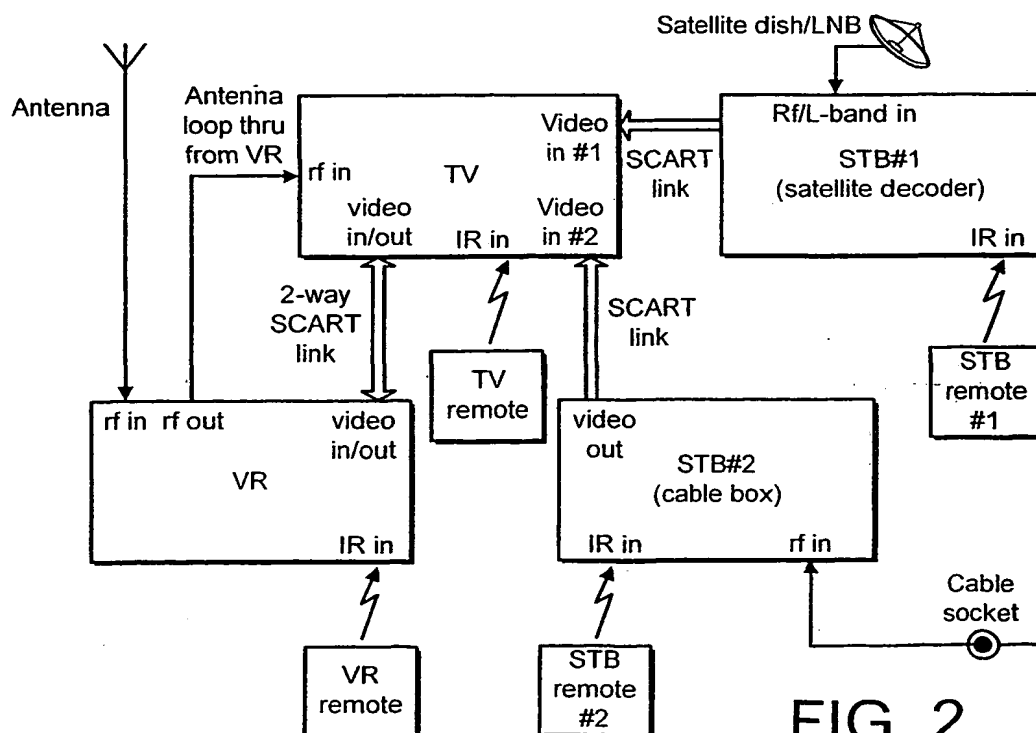 Satellite dish/LNB
Antenna
Antenna
loop thru
from VR
rf in
TV
Video
in #1
video
in/out
IR in
Video
in #2
SCART
link
Rf/L-band in
STB#1
(satellite decoder)
IR in
2-way
SCART
link
SCART
link
TV
remote
STB
remote
#1
rf in
rf out
video
in/out
VR
IR in
video
out
STB#2
(cable box)
IR in
rf in
Cable
socket
VR
remote
STB
remote
#2
FIG. 2